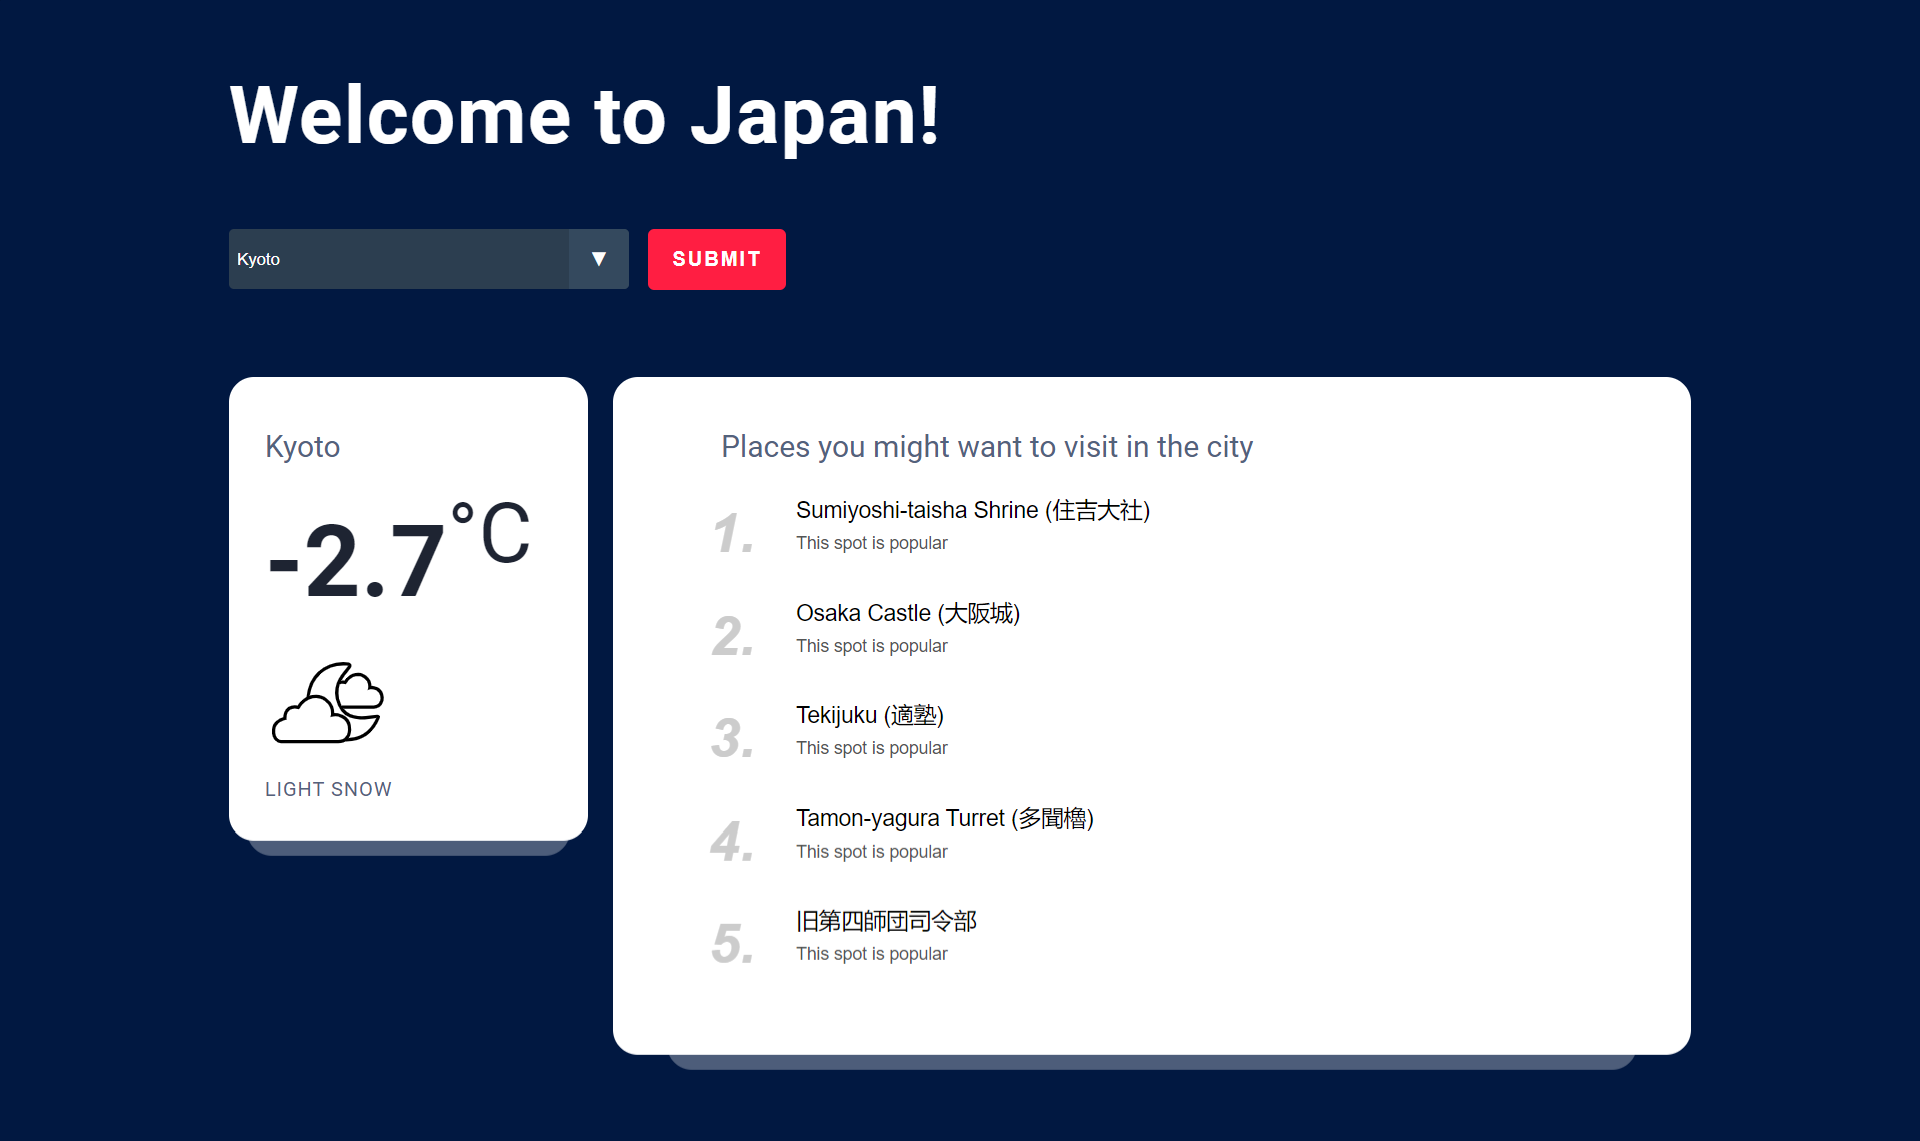 Welcome to Japan!
Kyoto ▼ SUBMIT
Kyoto
-2.7°C
LIGHT SNOW
Places you might want to visit in the city
1. Sumiyoshi-taisha Shrine (住吉大社)
This spot is popular
2. Osaka Castle (大阪城)
This spot is popular
3. Tekijuku (適塾)
This spot is popular
4. Tamon-yagura Turret (多聞櫓)
This spot is popular
5. 旧第四師団司令部
This spot is popular